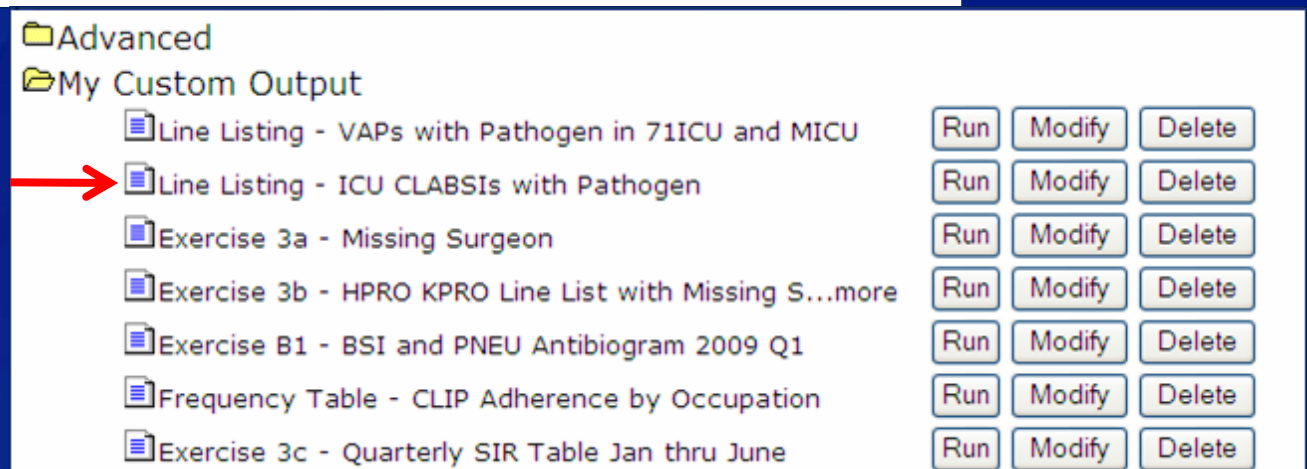 Advanced
My Custom Output
Line Listing - VAPs with Pathogen in 71ICU and MICU Run Modify Delete
Line Listing - ICU CLABSIs with Pathogen Run Modify Delete
Exercise 3a - Missing Surgeon Run Modify Delete
Exercise 3b - HPRO KPRO Line List with Missing S...more Run Modify Delete
Exercise B1 - BSI and PNEU Antibiogram 2009 Q1 Run Modify Delete
Frequency Table - CLIP Adherence by Occupation Run Modify Delete
Exercise 3c - Quarterly SIR Table Jan thru June Run Modify Delete